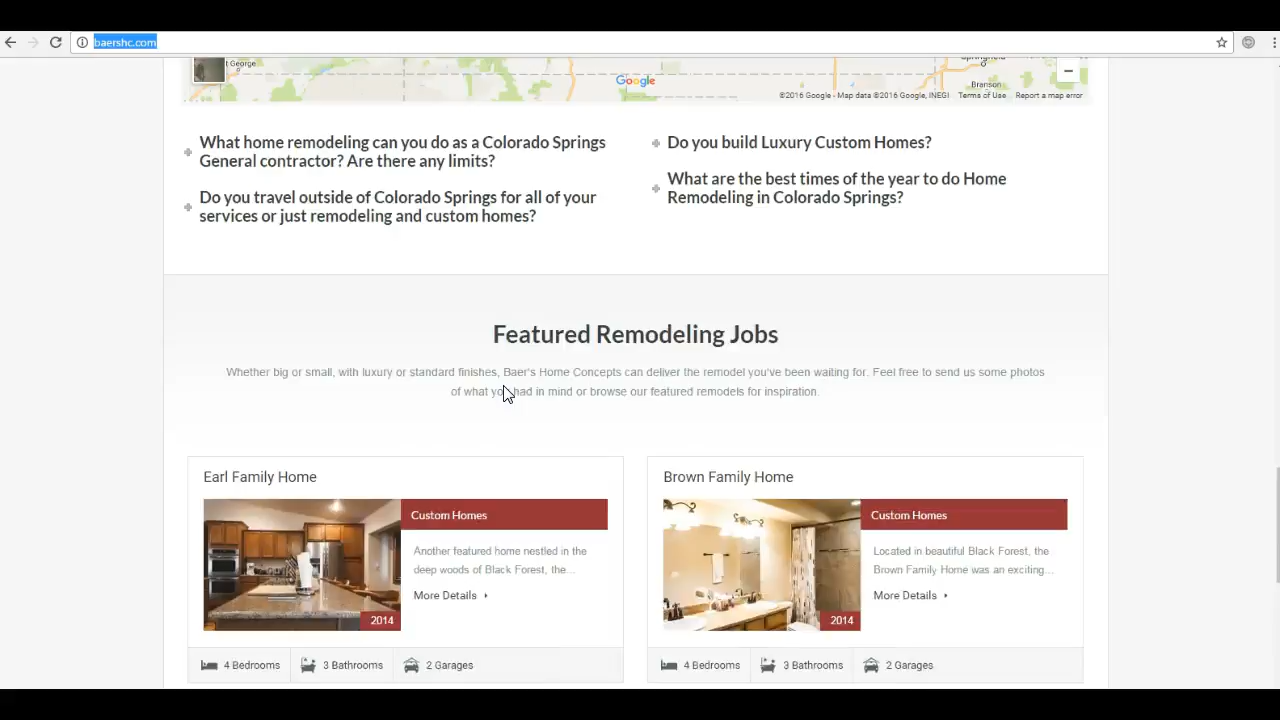 baershc.com
t George
Google
Branson
©2016 Google - Map data ©2016 Google, INEGI Terms of Use Report a map error
What home remodeling can you do as a Colorado Springs
General contractor? Are there any limits?
Do you travel outside of Colorado Springs for all of your
services or just remodeling and custom homes?
Do you build Luxury Custom Homes?
What are the best times of the year to do Home
Remodeling in Colorado Springs?
Featured Remodeling Jobs
Whether big or small, with luxury or standard finishes, Baer's Home Concepts can deliver the remodel you've been waiting for. Feel free to send us some photos
of what you had in mind or browse our featured remodels for inspiration.
Earl Family Home
Custom Homes
Another featured home nestled in the
deep woods of Black Forest, the...
More Details
2014
4 Bedrooms 3 Bathrooms 2 Garages
Brown Family Home
Custom Homes
Located in beautiful Black Forest, the
Brown Family Home was an exciting...
More Details
2014
4 Bedrooms 3 Bathrooms 2 Garages